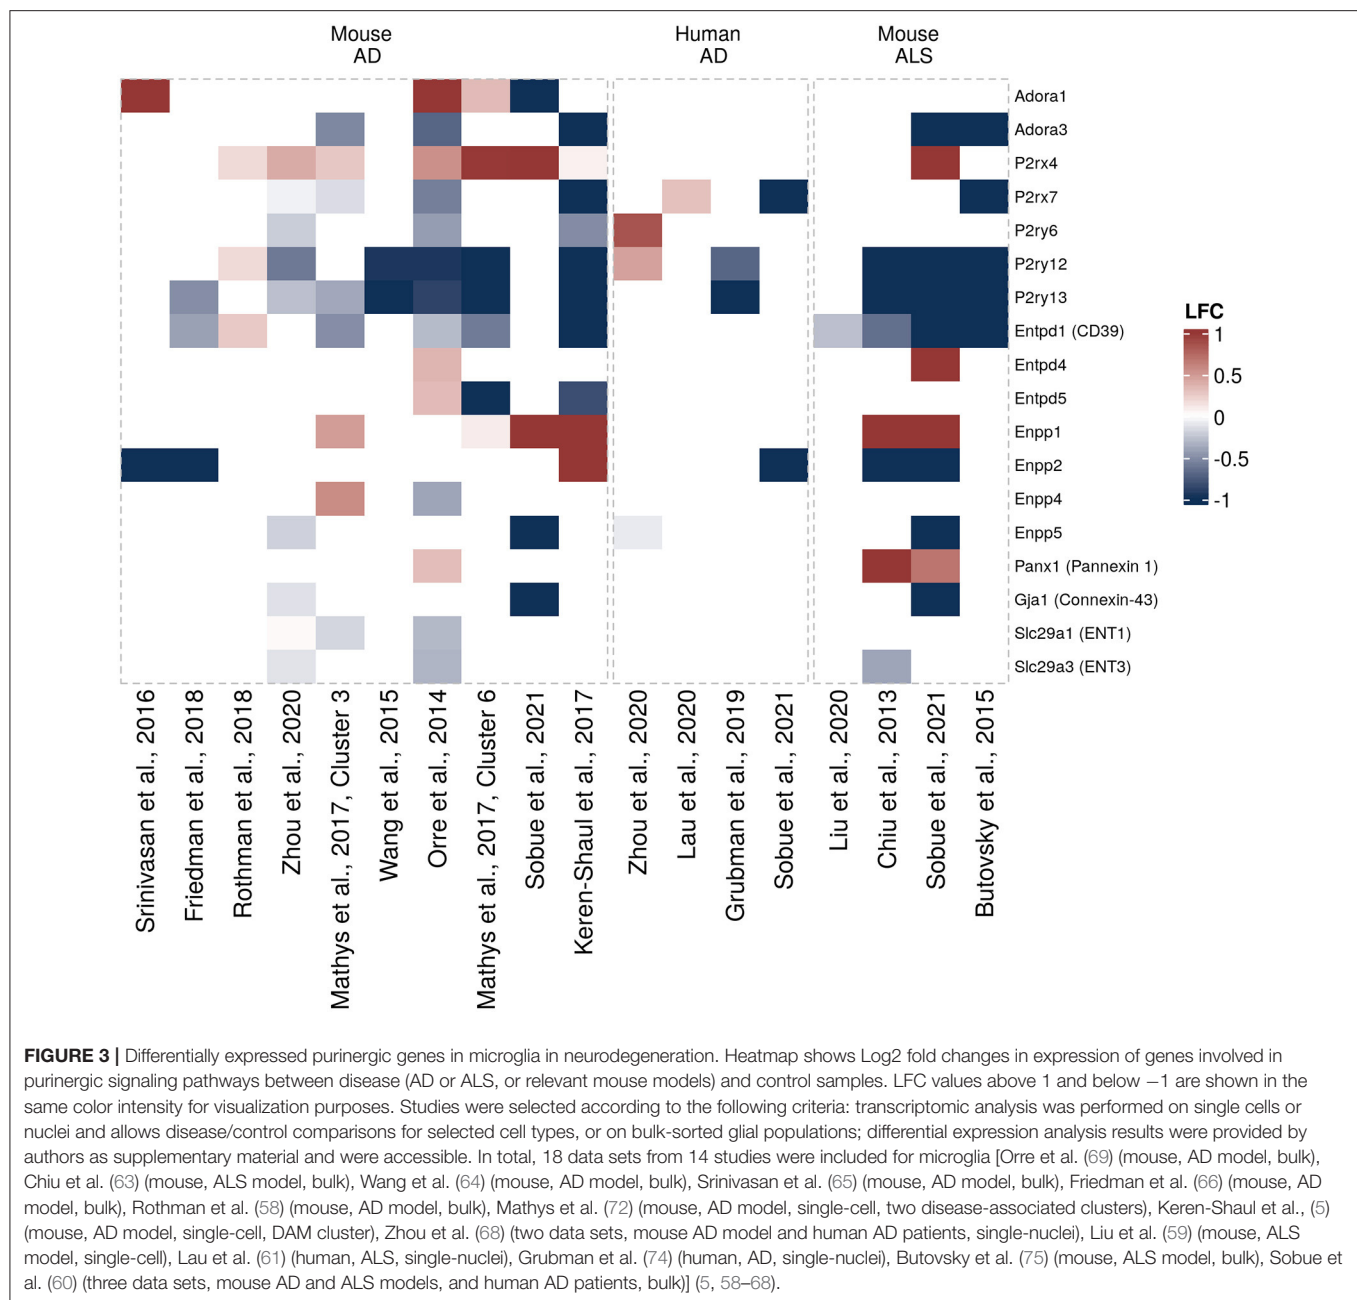 Mouse
AD
Human
AD
Mouse
ALS
Adora1
Adora3
P2rx4
P2rx7
P2ry6
P2ry12
P2ry13
Entpd1 (CD39)
Entpd4
Entpd5
Enpp1
Enpp2
Enpp4
Enpp5
Panx1 (Pannexin 1)
Gja1 (Connexin-43)
Slc29a1 (ENT1)
Slc29a3 (ENT3)
LFC
1
0.5
0
-0.5
-1
Srinivasan et al., 2016
Friedman et al., 2018
Rothman et al., 2018
Zhou et al., 2020
Mathys et al., 2017, Cluster 3
Wang et al., 2015
Orre et al., 2014
Mathys et al., 2017, Cluster 6
Sobue et al., 2021
Keren-Shaul et al., 2017
Zhou et al., 2020
Lau et al., 2020
Grubman et al., 2019
Sobue et al., 2021
Liu et al., 2020
Chiu et al., 2013
Sobue et al., 2021
Butovsky et al., 2015
FIGURE 3 | Differentially expressed purinergic genes in microglia in neurodegeneration. Heatmap shows Log2 fold changes in expression of genes involved in
purinergic signaling pathways between disease (AD or ALS, or relevant mouse models) and control samples. LFC values above 1 and below −1 are shown in the
same color intensity for visualization purposes. Studies were selected according to the following criteria: transcriptomic analysis was performed on single cells or
nuclei and allows disease/control comparisons for selected cell types, or on bulk-sorted glial populations; differential expression analysis results were provided by
authors as supplementary material and were accessible. In total, 18 data sets from 14 studies were included for microglia [Orre et al. (69) (mouse, AD model, bulk),
Chiu et al. (63) (mouse, ALS model, bulk), Wang et al. (64) (mouse, AD model, bulk), Srinivasan et al. (65) (mouse, AD model, bulk), Friedman et al. (66) (mouse, AD
model, bulk), Rothman et al. (58) (mouse, AD model, bulk), Mathys et al. (72) (mouse, AD model, single-cell, two disease-associated clusters), Keren-Shaul et al., (5)
(mouse, AD model, single-cell, DAM cluster), Zhou et al. (68) (two data sets, mouse AD model and human AD patients, single-nuclei), Liu et al. (59) (mouse, ALS
model, single-cell), Lau et al. (61) (human, ALS, single-nuclei), Grubman et al. (74) (human, AD, single-nuclei), Butovsky et al. (75) (mouse, ALS model, bulk), Sobue et
al. (60) (three data sets, mouse AD and ALS models, and human AD patients, bulk)] (5, 58–68).